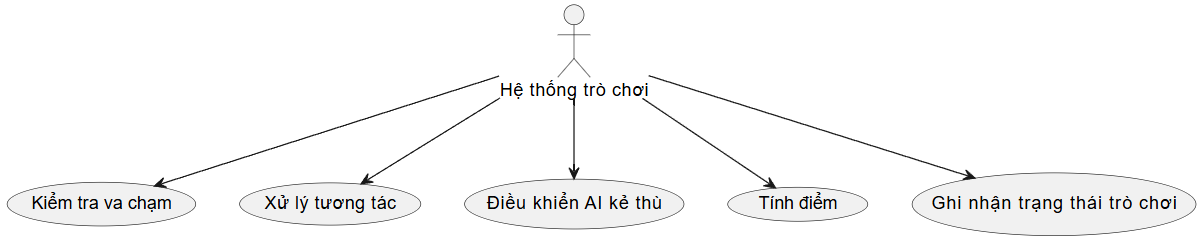 Hệ thống trò chơi
Kiểm tra va chạm
Xử lý tương tác
Điều khiển AI kẻ thù
Tính điểm
Ghi nhận trạng thái trò chơi